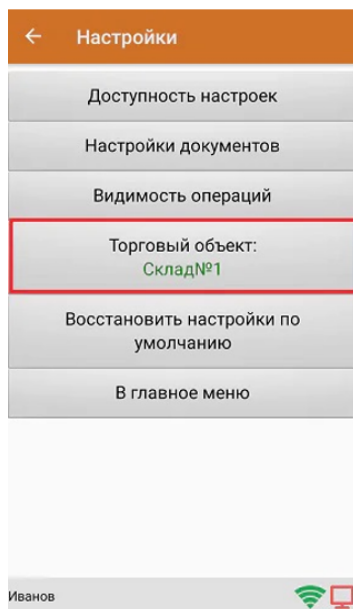 Настройки
Доступность настроек
Настройки документов
Видимость операций
Торговый объект:
Склад№1
Восстановить настройки по
умолчанию
В главное меню
Иванов